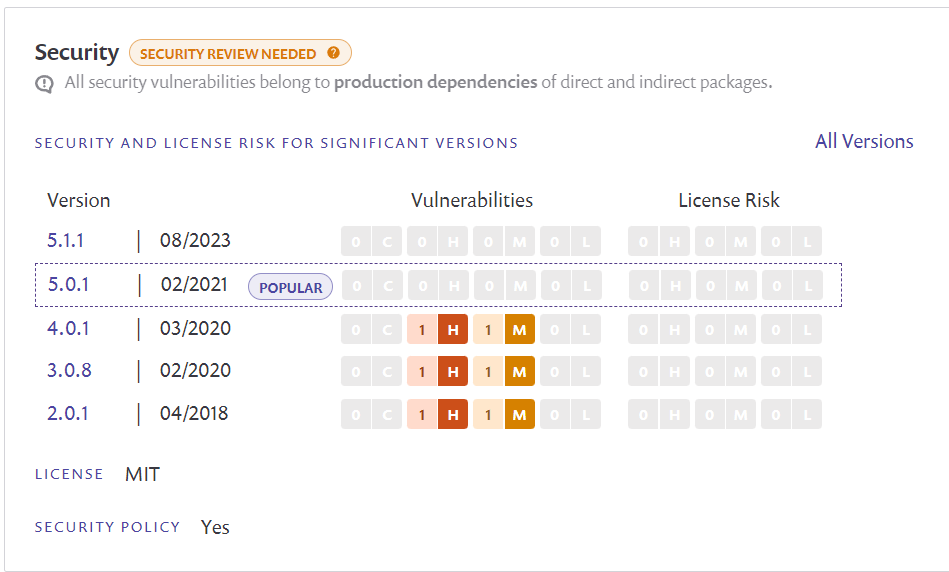 Security SECURITY REVIEW NEEDED ?
! All security vulnerabilities belong to production dependencies of direct and indirect packages.
SECURITY AND LICENSE RISK FOR SIGNIFICANT VERSIONS All Versions
Version Vulnerabilities License Risk
5.1.1 | 08/2023 0 C 0 H 0 M 0 L 0 H 0 M 0 L
5.0.1 | 02/2021 POPULAR 0 C 0 H 0 M 0 L 0 H 0 M 0 L
4.0.1 | 03/2020 0 C 1 H 1 M 0 L 0 H 0 M 0 L
3.0.8 | 02/2020 0 C 1 H 1 M 0 L 0 H 0 M 0 L
2.0.1 | 04/2018 0 C 1 H 1 M 0 L 0 H 0 M 0 L
LICENSE MIT
SECURITY POLICY Yes